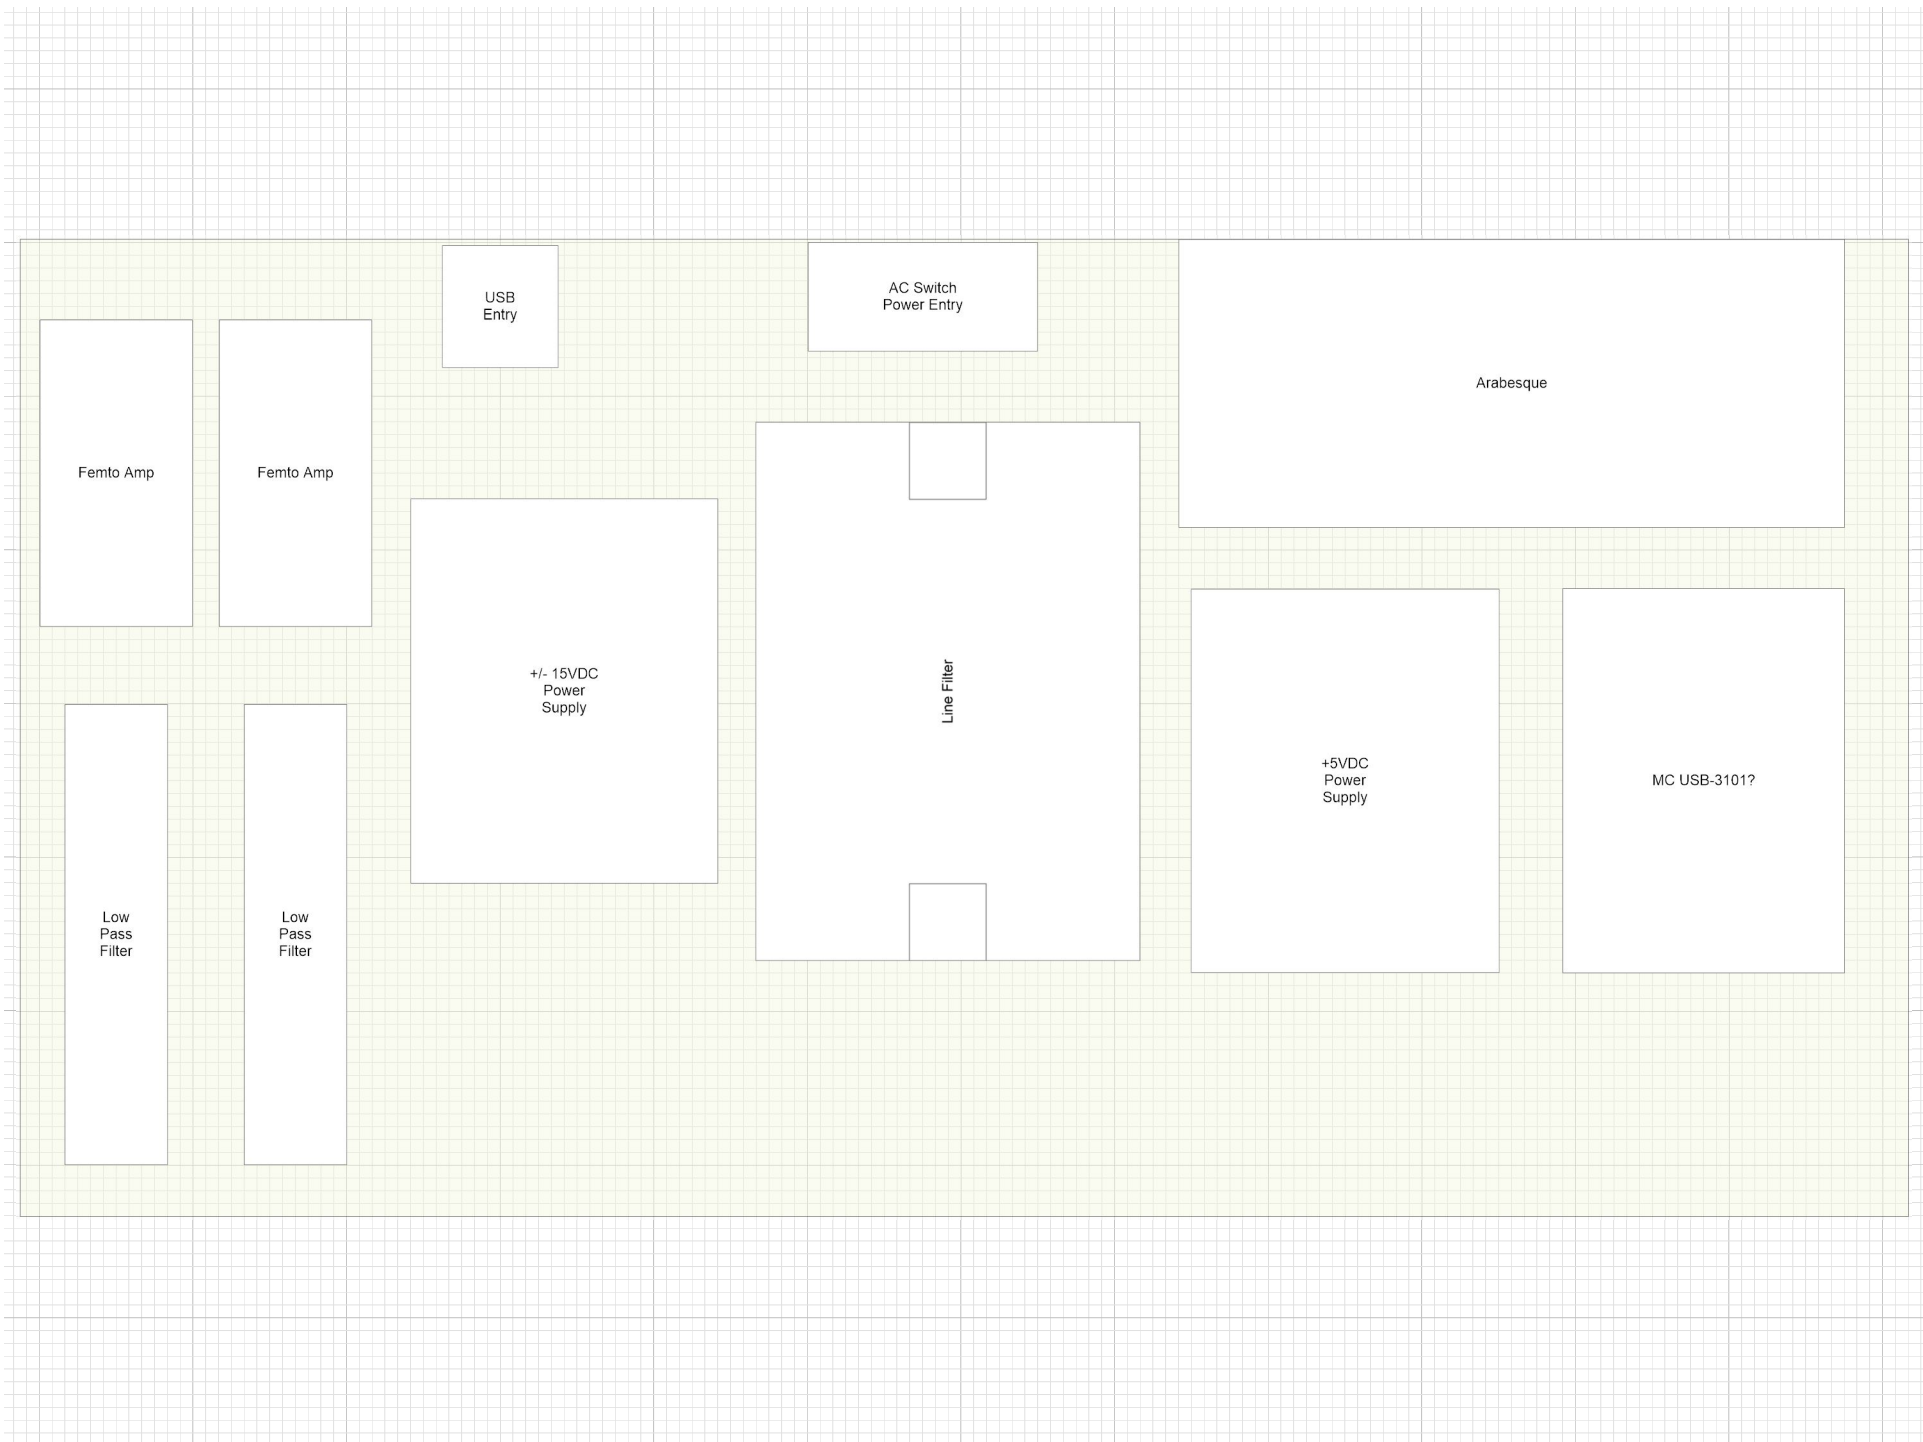 USB
Entry
AC Switch
Power Entry
Arabesque
Femto Amp
Femto Amp
+/- 15VDC
Power
Supply
Line Filter
+5VDC
Power
Supply
MC USB-3101?
Low
Pass
Filter
Low
Pass
Filter